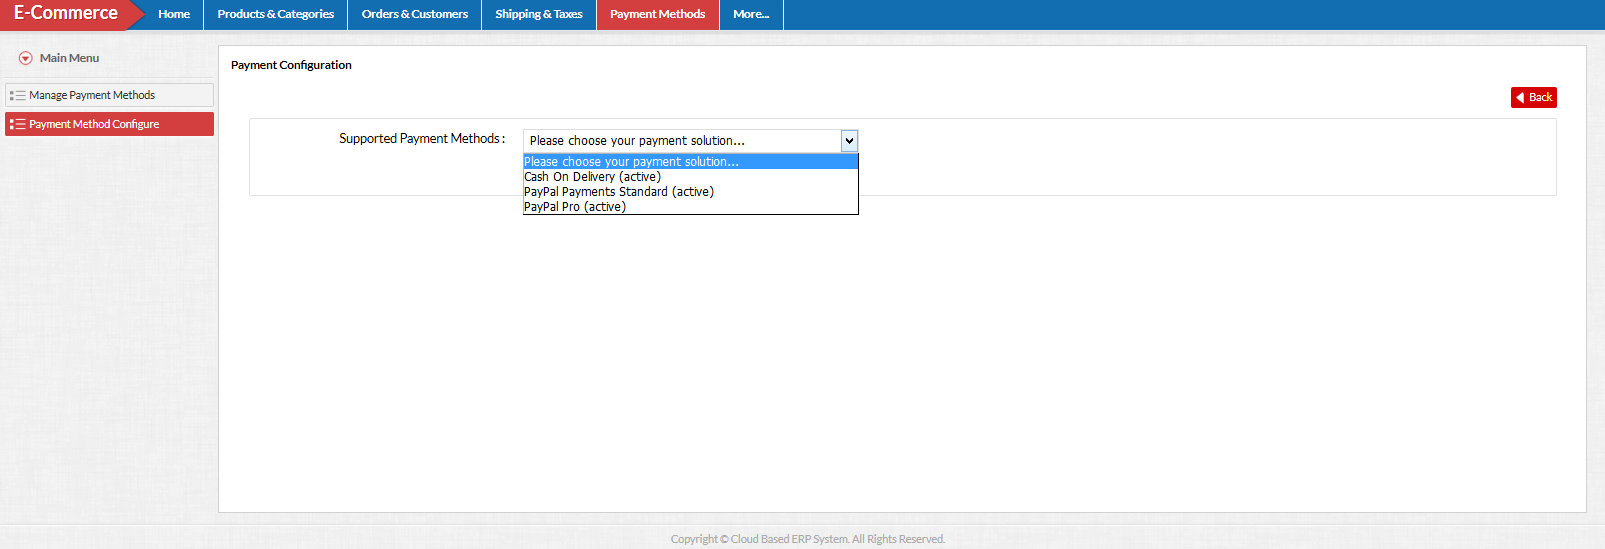 E-Commerce
Home
Products & Categories
Orders & Customers
Shipping & Taxes
Payment Methods
More...
Main Menu
Manage Payment Methods
Payment Method Configure
Payment Configuration
Back
Supported Payment Methods :
Please choose your payment solution...
Please choose your payment solution...
Cash On Delivery (active)
PayPal Payments Standard (active)
PayPal Pro (active)
Copyright © Cloud Based ERP System. All Rights Reserved.